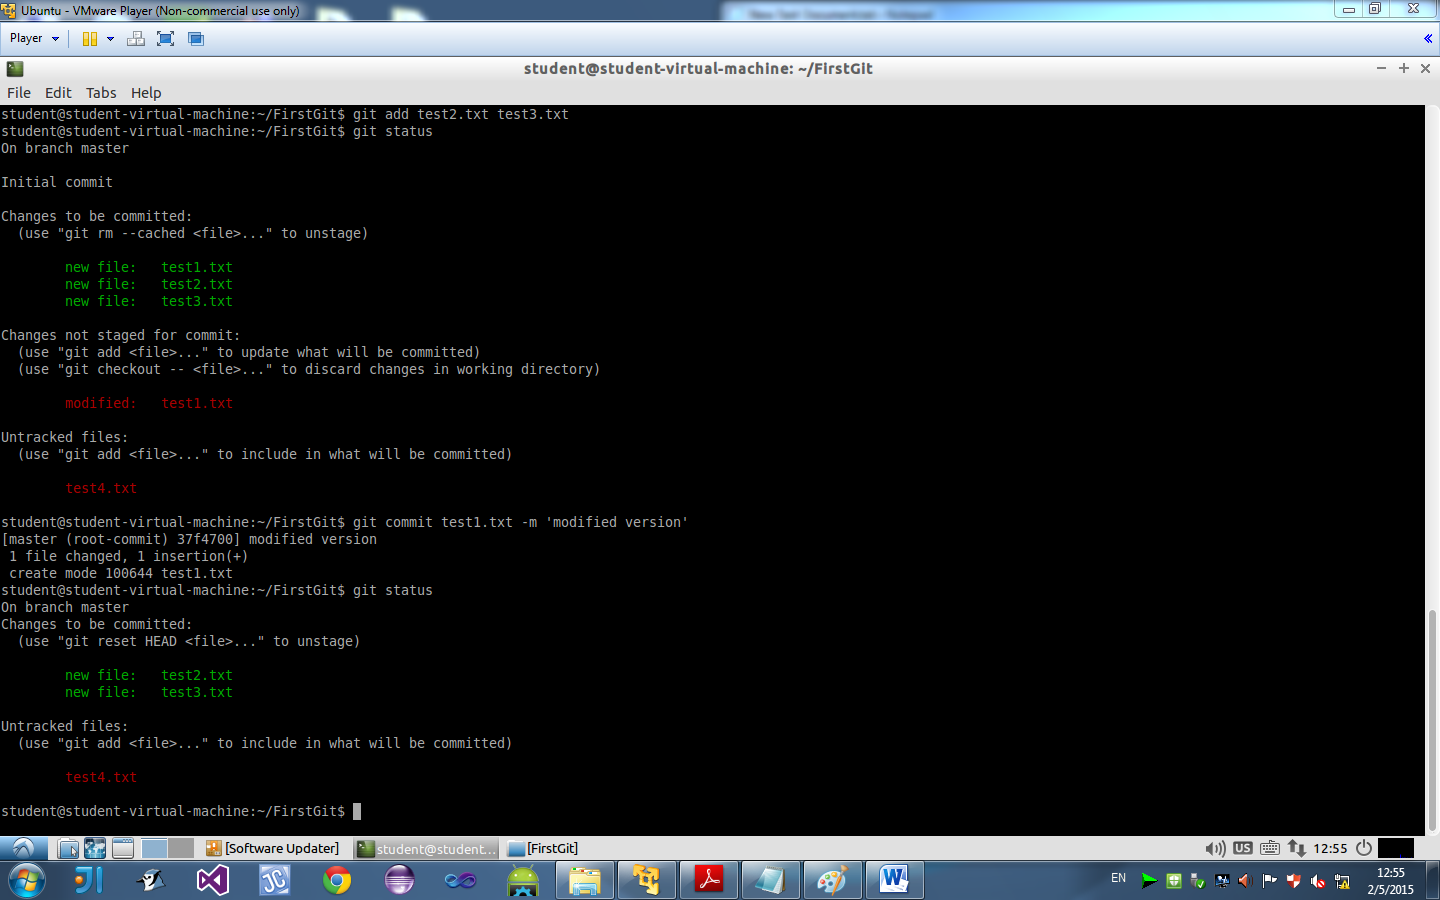 Ubuntu - VMware Player (Non-commercial use only)
Player
student@student-virtual-machine: ~/FirstGit
File Edit Tabs Help
student@student-virtual-machine:~/FirstGit$ git add test2.txt test3.txt
student@student-virtual-machine:~/FirstGit$ git status
On branch master
Initial commit
Changes to be committed:
  (use "git rm --cached <file>..." to unstage)
        new file:   test1.txt
        new file:   test2.txt
        new file:   test3.txt
Changes not staged for commit:
  (use "git add <file>..." to update what will be committed)
  (use "git checkout -- <file>..." to discard changes in working directory)
        modified:   test1.txt
Untracked files:
  (use "git add <file>..." to include in what will be committed)
        test4.txt
student@student-virtual-machine:~/FirstGit$ git commit test1.txt -m 'modified version'
[master (root-commit) 37f4700] modified version
 1 file changed, 1 insertion(+)
 create mode 100644 test1.txt
student@student-virtual-machine:~/FirstGit$ git status
On branch master
Changes to be committed:
  (use "git reset HEAD <file>..." to unstage)
        new file:   test2.txt
        new file:   test3.txt
Untracked files:
  (use "git add <file>..." to include in what will be committed)
        test4.txt
student@student-virtual-machine:~/FirstGit$
[Software Updater] student@student... [FirstGit] US 12:55
EN 12:55
2/5/2015